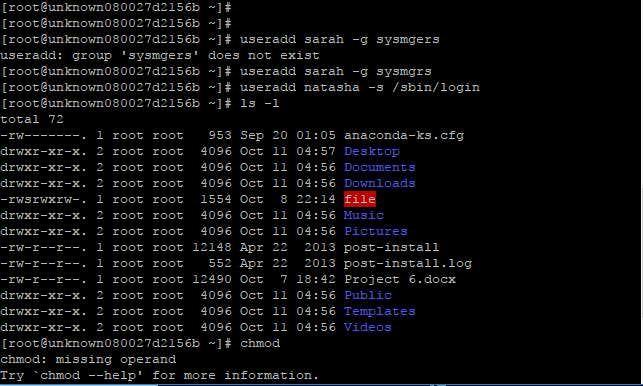 [root@unknown080027d2156b ~]#
[root@unknown080027d2156b ~]#
[root@unknown080027d2156b ~]# useradd sarah -g sysmgers
useradd: group 'sysmgers' does not exist
[root@unknown080027d2156b ~]# useradd sarah -g sysmgrs
[root@unknown080027d2156b ~]# useradd natasha -s /sbin/login
[root@unknown080027d2156b ~]# ls -l
total 72
-rw-------. 1 root root   953 Sep 20 01:05 anaconda-ks.cfg
drwxr-xr-x. 2 root root  4096 Oct 11 04:57 Desktop
drwxr-xr-x. 2 root root  4096 Oct 11 04:56 Documents
drwxr-xr-x. 2 root root  4096 Oct 11 04:56 Downloads
-rwsrwxrw-. 1 root root  1554 Oct  8 22:14 file
drwxr-xr-x. 2 root root  4096 Oct 11 04:56 Music
drwxr-xr-x. 2 root root  4096 Oct 11 04:56 Pictures
-rw-r--r--. 1 root root 12148 Apr 22  2013 post-install
-rw-r--r--. 1 root root   552 Apr 22  2013 post-install.log
-rw-r--r--. 1 root root 12490 Oct  7 18:42 Project 6.docx
drwxr-xr-x. 2 root root  4096 Oct 11 04:56 Public
drwxr-xr-x. 2 root root  4096 Oct 11 04:56 Templates
drwxr-xr-x. 2 root root  4096 Oct 11 04:56 Videos
[root@unknown080027d2156b ~]# chmod
chmod: missing operand
Try `chmod --help' for more information.